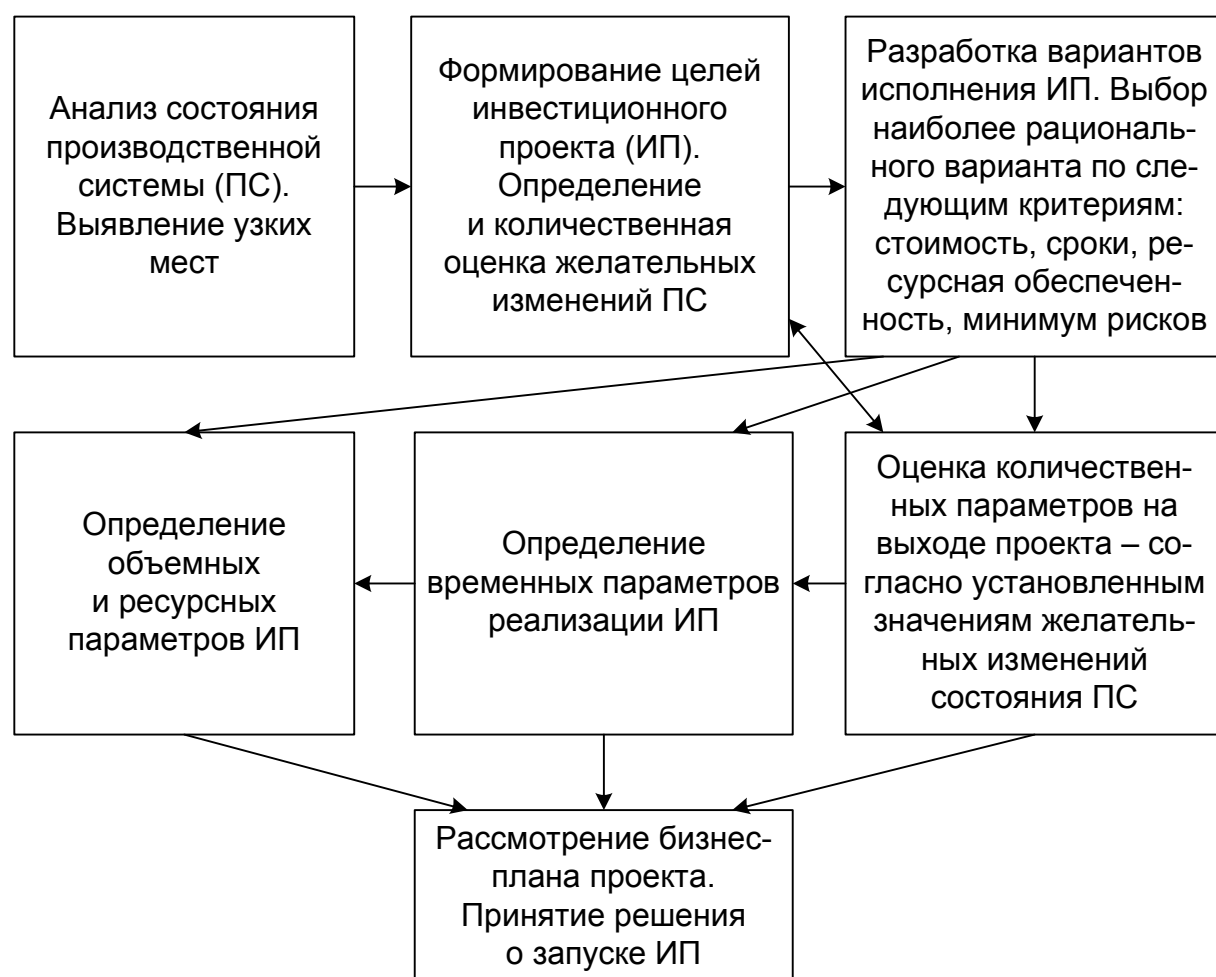 Анализ состояния
производственной
системы (ПС).
Выявление узких
мест
Формирование целей
инвестиционного
проекта (ИП).
Определение
и количественная
оценка желательных
изменений ПС
Разработка вариантов
исполнения ИП. Выбор
наиболее рациональ-
ного варианта по сле-
дующим критериям:
стоимость, сроки, ре-
сурсная обеспечен-
ность, минимум рисков
Определение
объемных
и ресурсных
параметров ИП
Определение
временных параметров
реализации ИП
Оценка количествен-
ных параметров на
выходе проекта – со-
гласно установленным
значениям желатель-
ных изменений
состояния ПС
Рассмотрение бизнес-
плана проекта.
Принятие решения
о запуске ИП